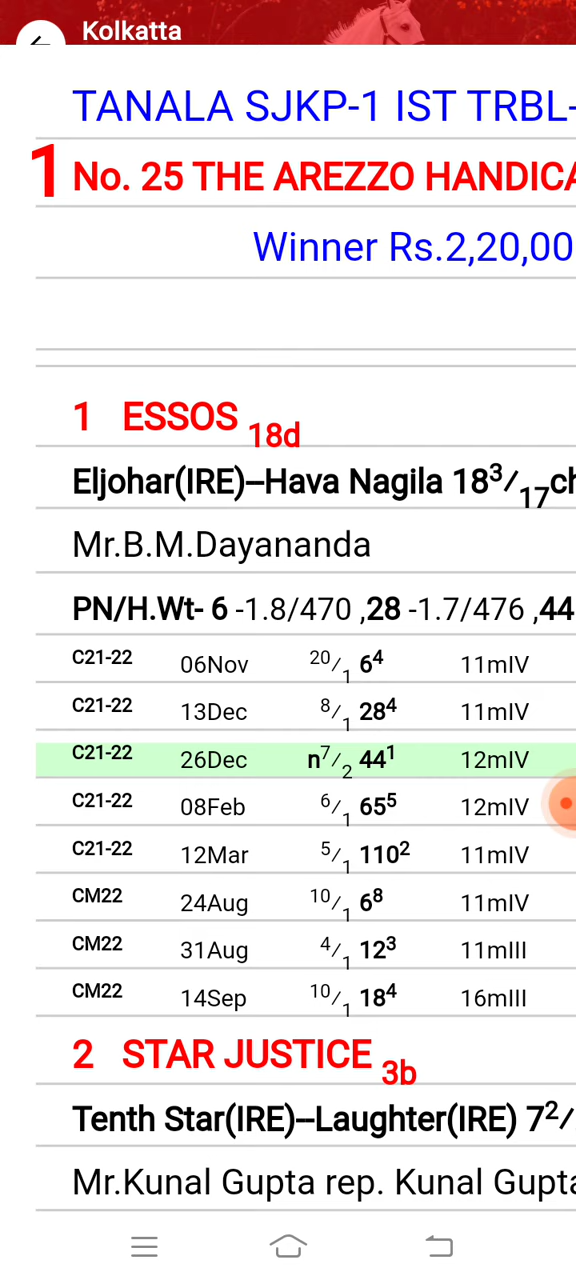 Kolkatta
TANALA SJKP-1 IST TRBL-
1 No. 25 THE AREZZO HANDICA
Winner Rs.2,20,00
1 ESSOS 18d
Eljohar(IRE)–Hava Nagila 18³/₁₇ch
Mr.B.M.Dayananda
PN/H.Wt- 6 -1.8/470 ,28 -1.7/476 ,44
C21-22 06Nov ²⁰/₁ 6⁴ 11mIV
C21-22 13Dec ⁸/₁ 28⁴ 11mIV
C21-22 26Dec n⁷/₂ 44¹ 12mIV
C21-22 08Feb ⁶/₁ 65⁵ 12mIV
C21-22 12Mar ⁵/₁ 110² 11mIV
CM22 24Aug ¹⁰/₁ 6⁸ 11mIV
CM22 31Aug ⁴/₁ 12³ 11mIII
CM22 14Sep ¹⁰/₁ 18⁴ 16mIII
2 STAR JUSTICE 3b
Tenth Star(IRE)–Laughter(IRE) 7²/
Mr.Kunal Gupta rep. Kunal Gupta